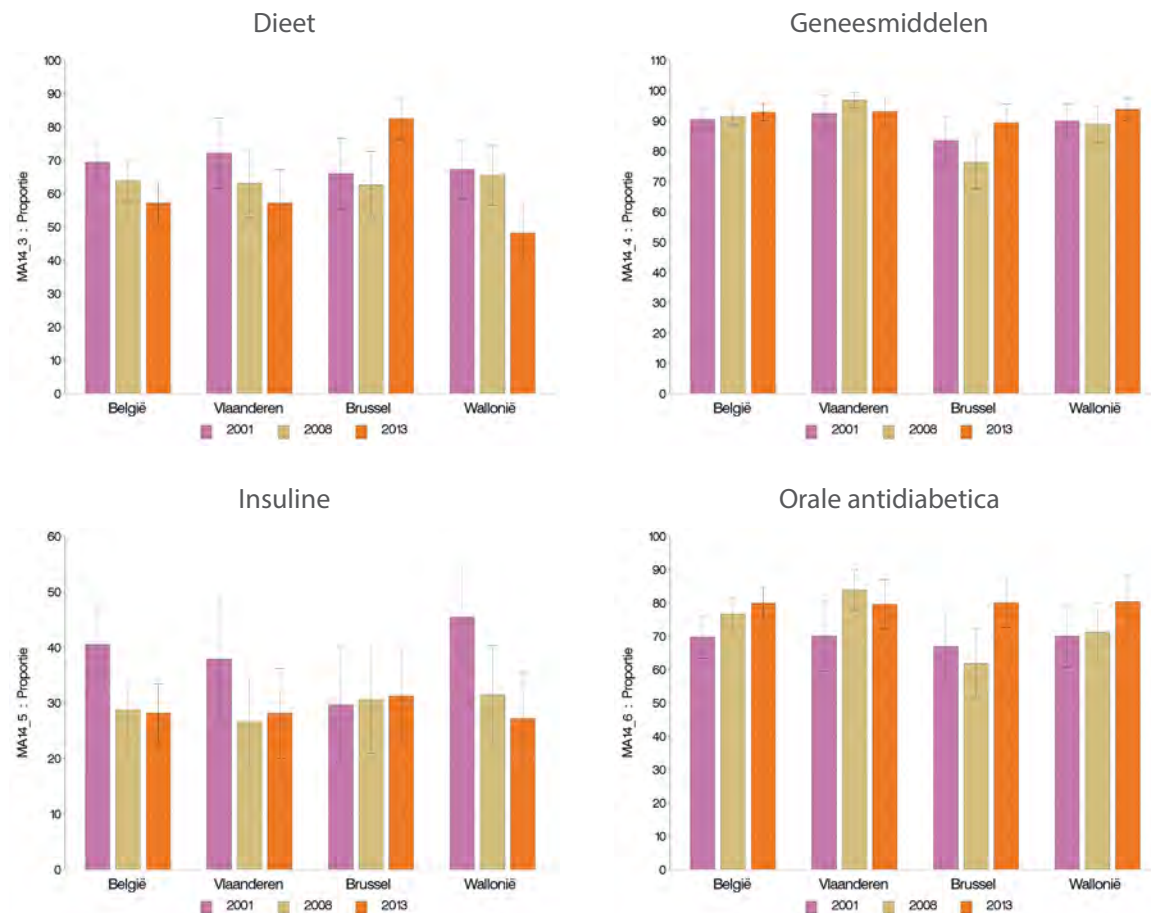 Dieet
100
90
80
70
60
50
40
30
20
10
0
MA14_3 : Proportie
België Vlaanderen Brussel Wallonië
2001 2008 2013
Geneesmiddelen
110
100
90
80
70
60
50
40
30
20
10
0
MA14_4 : Proportie
België Vlaanderen Brussel Wallonië
2001 2008 2013
Insuline
60
50
40
30
20
10
0
MA14_5 : Proportie
België Vlaanderen Brussel Wallonië
2001 2008 2013
Orale antidiabetica
100
90
80
70
60
50
40
30
20
10
0
MA14_6 : Proportie
België Vlaanderen Brussel Wallonië
2001 2008 2013